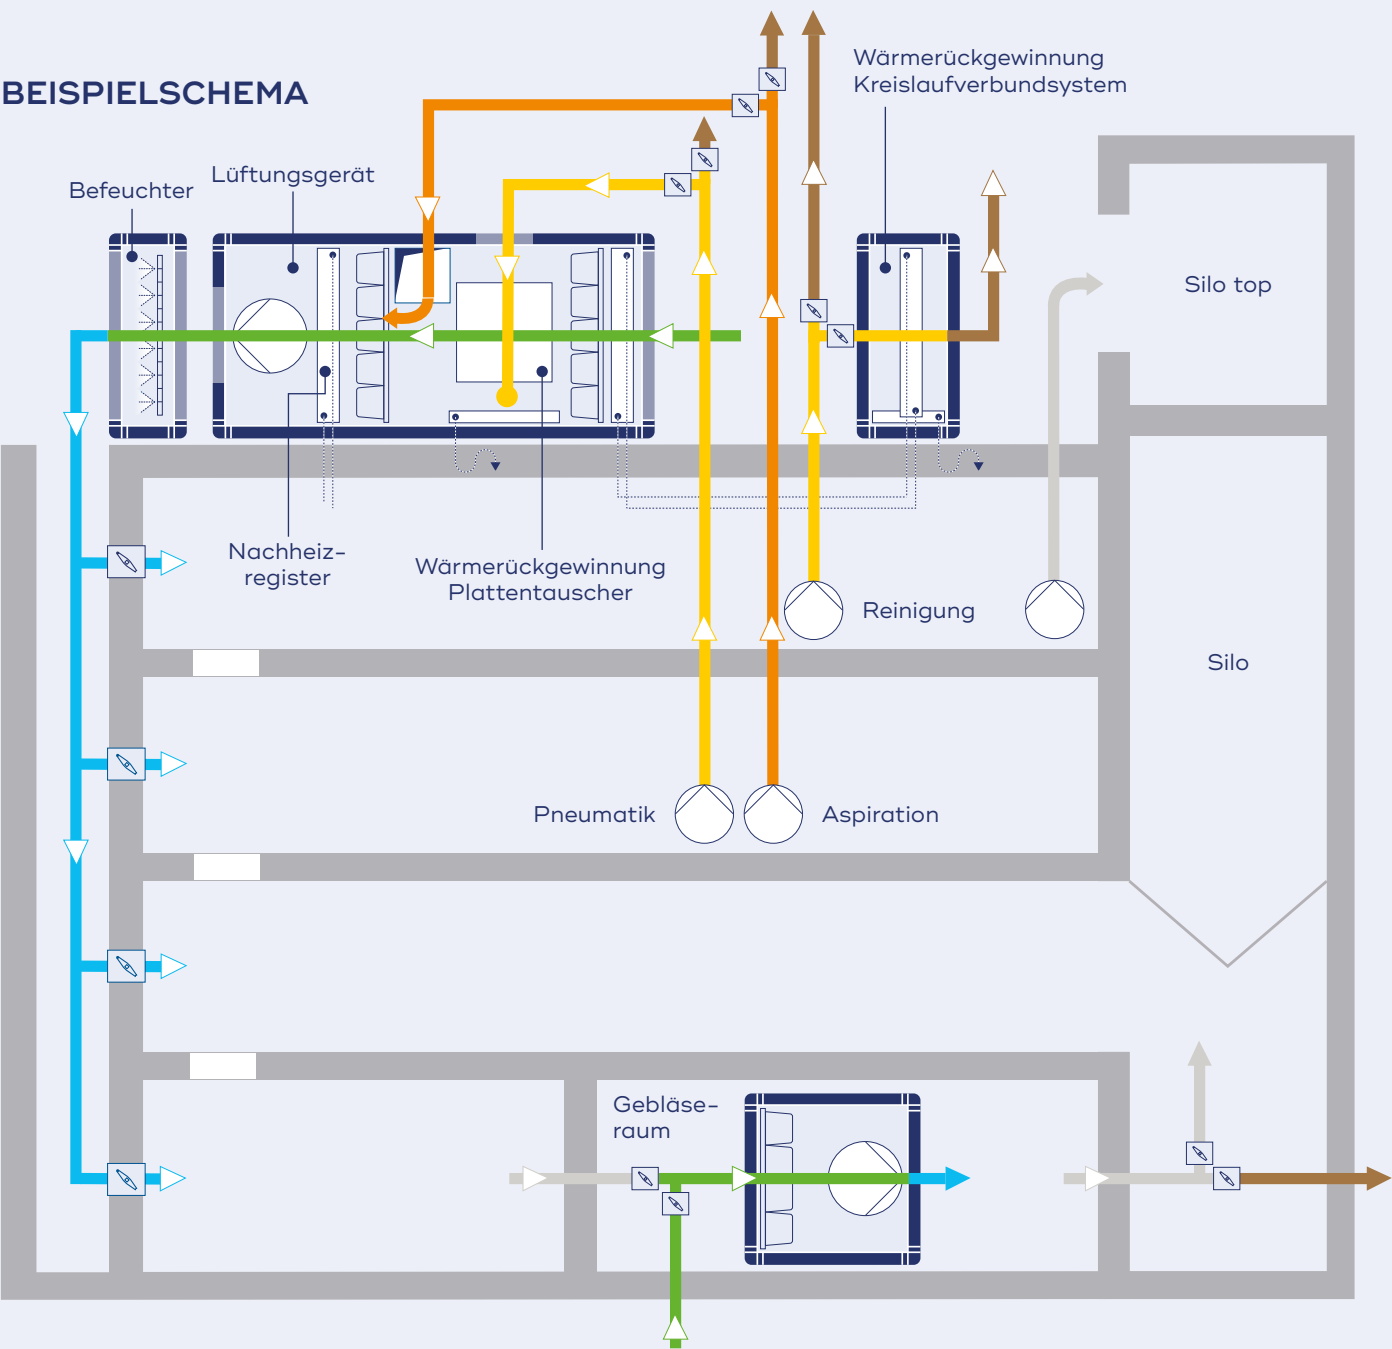 BEISPIELSCHEMA
Wärmerückgewinnung
Kreislaufverbundsystem
Befeuchter
Lüftungsgerät
Silo top
Nachheiz-
register
Wärmerückgewinnung
Plattentauscher
Reinigung
Silo
Pneumatik
Aspiration
Gebläse-
raum